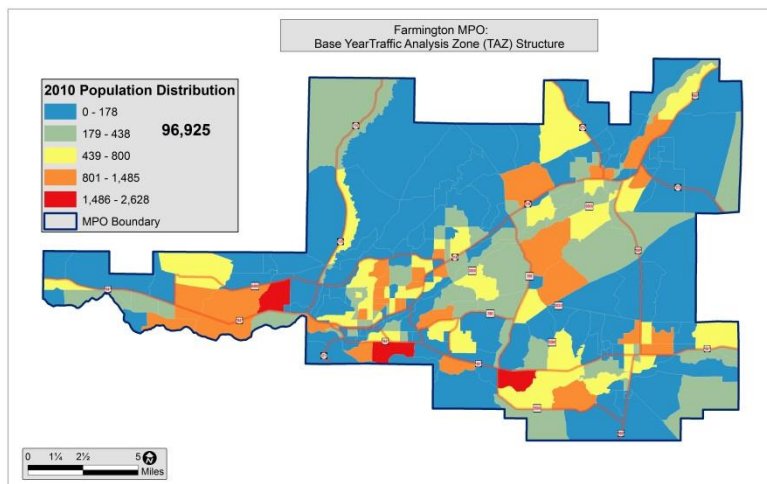 Farmington MPO:
Base YearTraffic Analysis Zone (TAZ) Structure
2010 Population Distribution
0 - 178
179 - 438
96,925
439 - 800
801 - 1,485
1,486 - 2,628
MPO Boundary
0 1¼ 2½ 5
Miles